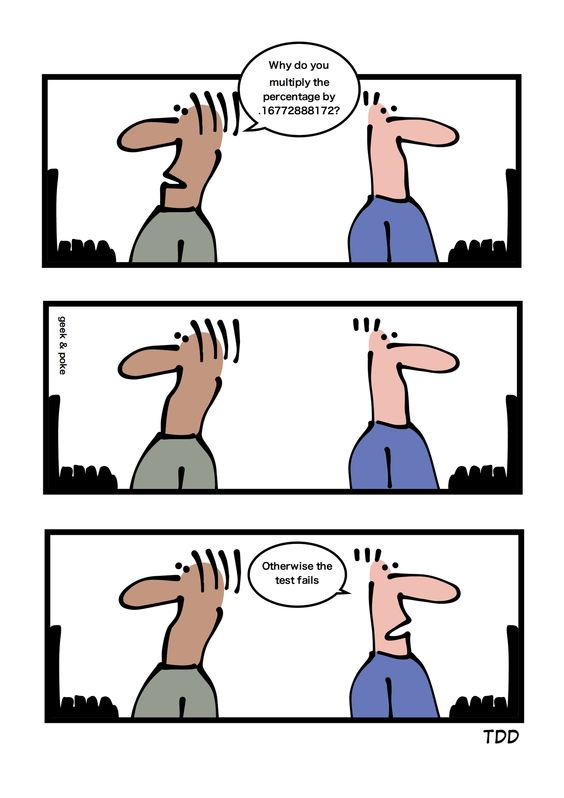 Why do you
multiply the
percentage by
.16772888172?
geek & poke
Otherwise the
test fails
TDD